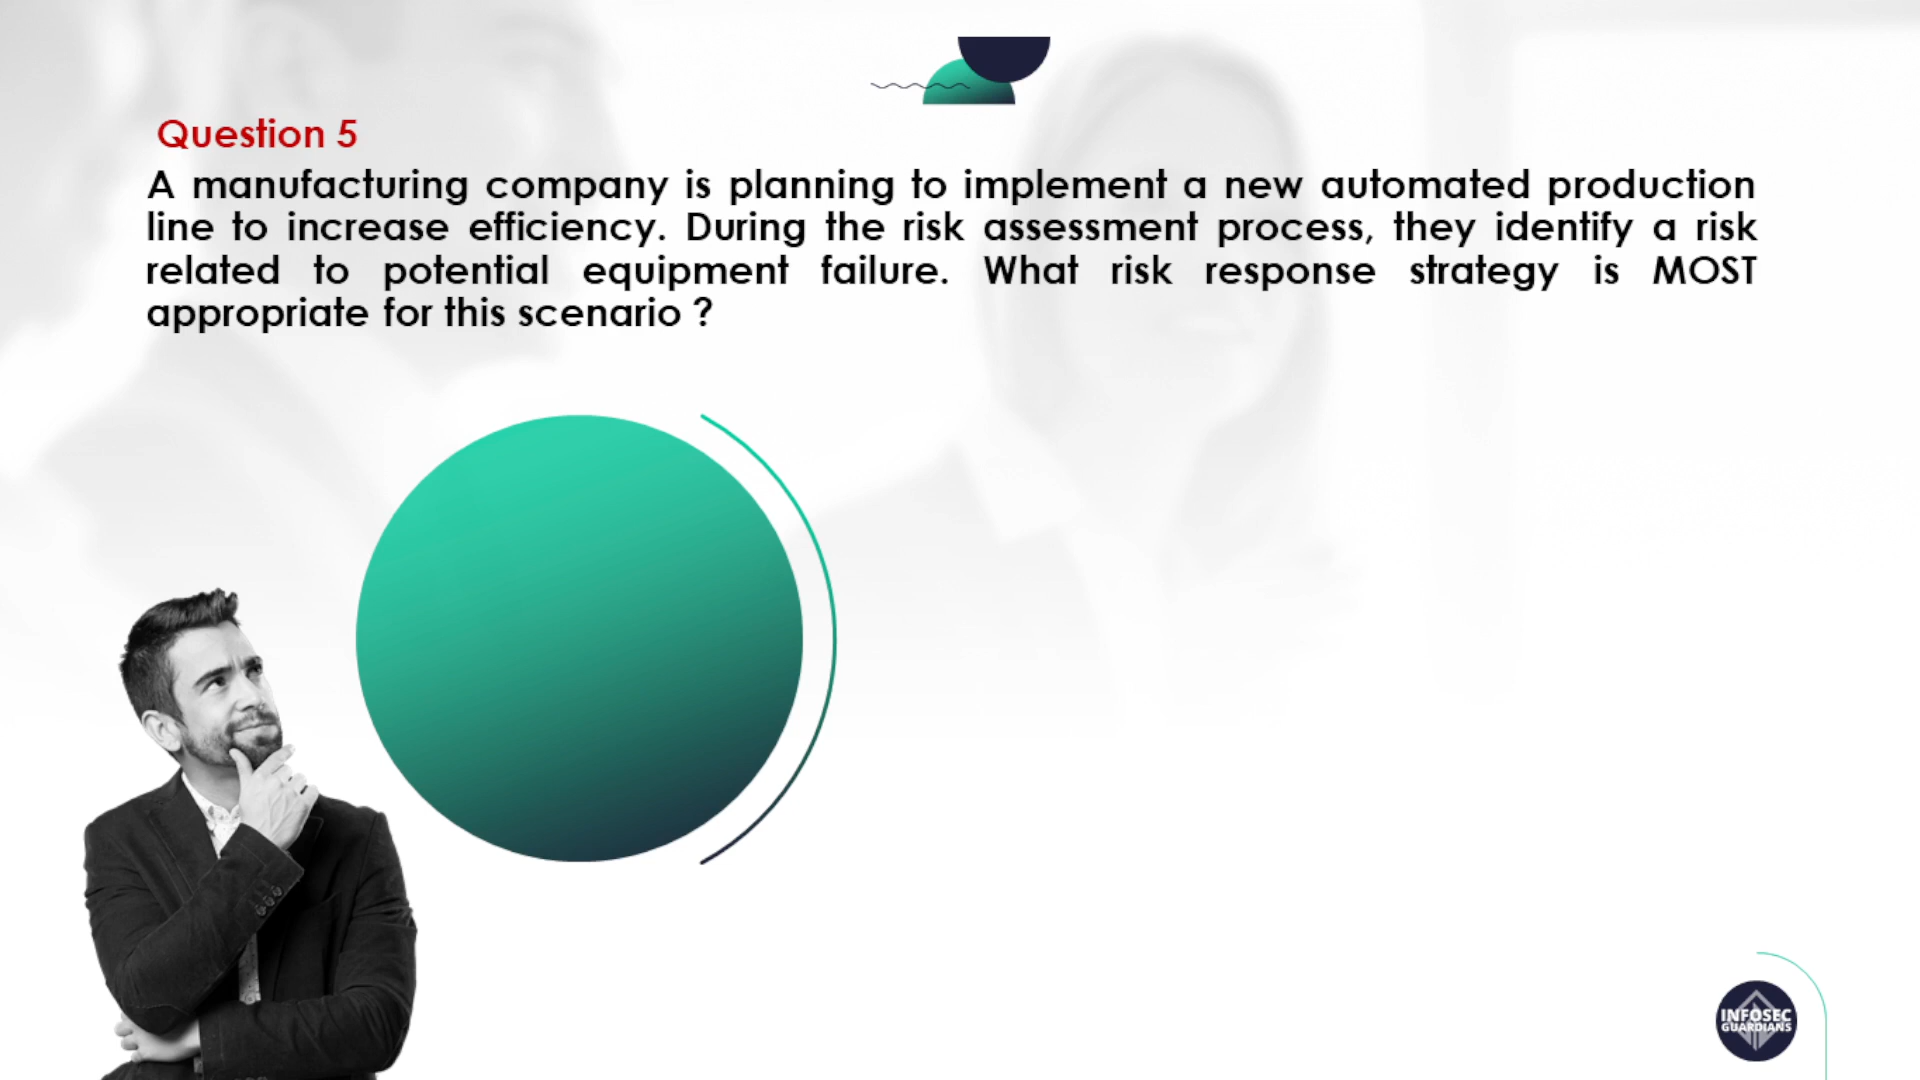 Question 5
A manufacturing company is planning to implement a new automated production
line to increase efficiency. During the risk assessment process, they identify a risk
related to potential equipment failure. What risk response strategy is MOST
appropriate for this scenario ?
INFOSEC
GUARDIANS